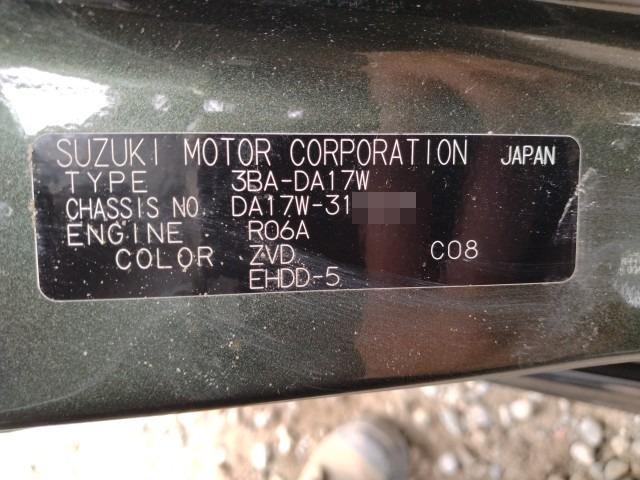 SUZUKI MOTOR CORPORATION JAPAN
TYPE 3BA-DA17W
CHASSIS NO. DA17W-31
ENGINE R06A
COLOR ZVD C08
EHDD-5